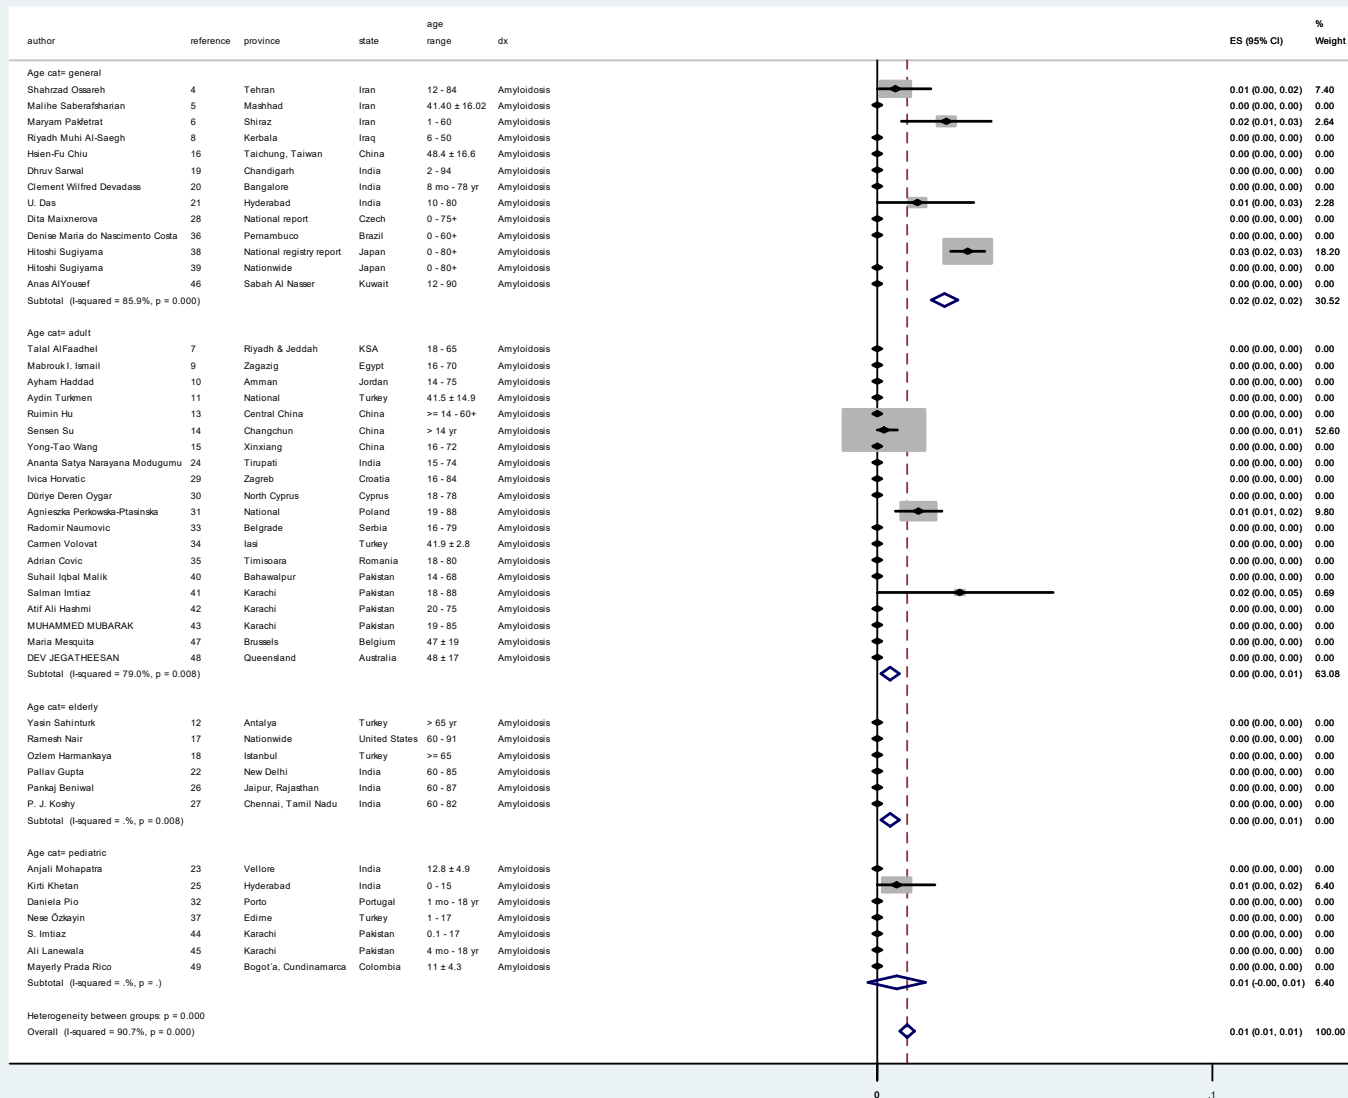 age %
author reference province state range dx ES (95% CI) Weight
Age cat= general
Shahrzad Ossareh 4 Tehran Iran 12 - 84 Amyloidosis 0.01 (0.00, 0.02) 7.40
Malihe Saberafsharian 5 Mashhad Iran 41.40 ± 16.02 Amyloidosis 0.00 (0.00, 0.00) 0.00
Maryam Pakfetrat 6 Shiraz Iran 1 - 60 Amyloidosis 0.02 (0.01, 0.03) 2.64
Riyadh Muhi Al-Saegh 8 Kerbala Iraq 6 - 50 Amyloidosis 0.00 (0.00, 0.00) 0.00
Hsien-Fu Chiu 16 Taichung, Taiwan China 48.4 ± 16.6 Amyloidosis 0.00 (0.00, 0.00) 0.00
Dhruv Sarwal 19 Chandigarh India 2 - 94 Amyloidosis 0.00 (0.00, 0.00) 0.00
Clement Wilfred Devadass 20 Bangalore India 8 mo - 78 yr Amyloidosis 0.00 (0.00, 0.00) 0.00
U. Das 21 Hyderabad India 10 - 80 Amyloidosis 0.01 (0.00, 0.03) 2.28
Dita Maixnerova 28 National report Czech 0 - 75+ Amyloidosis 0.00 (0.00, 0.00) 0.00
Denise Maria do Nascimento Costa 36 Pernambuco Brazil 0 - 60+ Amyloidosis 0.00 (0.00, 0.00) 0.00
Hitoshi Sugiyama 38 National registry report Japan 0 - 80+ Amyloidosis 0.03 (0.02, 0.03) 18.20
Hitoshi Sugiyama 39 Nationwide Japan 0 - 80+ Amyloidosis 0.00 (0.00, 0.00) 0.00
Anas AlYousef 46 Sabah Al Nasser Kuwait 12 - 90 Amyloidosis 0.00 (0.00, 0.00) 0.00
Subtotal (I-squared = 85.9%, p = 0.000) 0.02 (0.02, 0.02) 30.52
Age cat= adult
Talal AlFaadhel 7 Riyadh & Jeddah KSA 18 - 65 Amyloidosis 0.00 (0.00, 0.00) 0.00
Mabrouk I. Ismail 9 Zagazig Egypt 16 - 70 Amyloidosis 0.00 (0.00, 0.00) 0.00
Ayham Haddad 10 Amman Jordan 14 - 75 Amyloidosis 0.00 (0.00, 0.00) 0.00
Aydin Turkmen 11 National Turkey 41.5 ± 14.9 Amyloidosis 0.00 (0.00, 0.00) 0.00
Ruimin Hu 13 Central China China >= 14 - 60+ Amyloidosis 0.00 (0.00, 0.00) 0.00
Sensen Su 14 Changchun China > 14 yr Amyloidosis 0.00 (0.00, 0.01) 52.60
Yong-Tao Wang 15 Xinxiang China 16 - 72 Amyloidosis 0.00 (0.00, 0.00) 0.00
Ananta Satya Narayana Modugumu 24 Tirupati India 15 - 74 Amyloidosis 0.00 (0.00, 0.00) 0.00
Ivica Horvatic 29 Zagreb Croatia 16 - 84 Amyloidosis 0.00 (0.00, 0.00) 0.00
Düriye Deren Oygar 30 North Cyprus Cyprus 18 - 78 Amyloidosis 0.00 (0.00, 0.00) 0.00
Agnieszka Perkowska-Ptasinska 31 National Poland 19 - 88 Amyloidosis 0.01 (0.01, 0.02) 9.80
Radomir Naumovic 33 Belgrade Serbia 16 - 79 Amyloidosis 0.00 (0.00, 0.00) 0.00
Carmen Volovat 34 Iasi Turkey 41.9 ± 2.8 Amyloidosis 0.00 (0.00, 0.00) 0.00
Adrian Covic 35 Timisoara Romania 18 - 80 Amyloidosis 0.00 (0.00, 0.00) 0.00
Suhail Iqbal Malik 40 Bahawalpur Pakistan 14 - 68 Amyloidosis 0.00 (0.00, 0.00) 0.00
Salman Imtiaz 41 Karachi Pakistan 18 - 88 Amyloidosis 0.02 (0.00, 0.05) 0.69
Atif Ali Hashmi 42 Karachi Pakistan 20 - 75 Amyloidosis 0.00 (0.00, 0.00) 0.00
MUHAMMED MUBARAK 43 Karachi Pakistan 19 - 85 Amyloidosis 0.00 (0.00, 0.00) 0.00
Maria Mesquita 47 Brussels Belgium 47 ± 19 Amyloidosis 0.00 (0.00, 0.00) 0.00
DEV JEGATHEESAN 48 Queensland Australia 48 ± 17 Amyloidosis 0.00 (0.00, 0.00) 0.00
Subtotal (I-squared = 79.0%, p = 0.008) 0.00 (0.00, 0.01) 63.08
Age cat= elderly
Yasin Sahinturk 12 Antalya Turkey > 65 yr Amyloidosis 0.00 (0.00, 0.00) 0.00
Ramesh Nair 17 Nationwide United States 60 - 91 Amyloidosis 0.00 (0.00, 0.00) 0.00
Ozlem Harmankaya 18 Istanbul Turkey >= 65 Amyloidosis 0.00 (0.00, 0.00) 0.00
Pallav Gupta 22 New Delhi India 60 - 85 Amyloidosis 0.00 (0.00, 0.00) 0.00
Pankaj Beniwal 26 Jaipur, Rajasthan India 60 - 87 Amyloidosis 0.00 (0.00, 0.00) 0.00
P. J. Koshy 27 Chennai, Tamil Nadu India 60 - 82 Amyloidosis 0.00 (0.00, 0.00) 0.00
Subtotal (I-squared = .%, p = 0.008) 0.00 (0.00, 0.01) 0.00
Age cat= pediatric
Anjali Mohapatra 23 Vellore India 12.8 ± 4.9 Amyloidosis 0.00 (0.00, 0.00) 0.00
Kirti Khetan 25 Hyderabad India 0 - 15 Amyloidosis 0.01 (0.00, 0.02) 6.40
Daniela Pio 32 Porto Portugal 1 mo - 18 yr Amyloidosis 0.00 (0.00, 0.00) 0.00
Nese Özkayin 37 Edirne Turkey 1 - 17 Amyloidosis 0.00 (0.00, 0.00) 0.00
S. Imtiaz 44 Karachi Pakistan 0.1 - 17 Amyloidosis 0.00 (0.00, 0.00) 0.00
Ali Lanewala 45 Karachi Pakistan 4 mo - 18 yr Amyloidosis 0.00 (0.00, 0.00) 0.00
Mayerly Prada Rico 49 Bogot´a, Cundinamarca Colombia 11 ± 4.3 Amyloidosis 0.00 (0.00, 0.00) 0.00
Subtotal (I-squared = .%, p = .) 0.01 (-0.00, 0.01) 6.40
Heterogeneity between groups: p = 0.000
Overall (I-squared = 90.7%, p = 0.000) 0.01 (0.01, 0.01) 100.00
0 .1